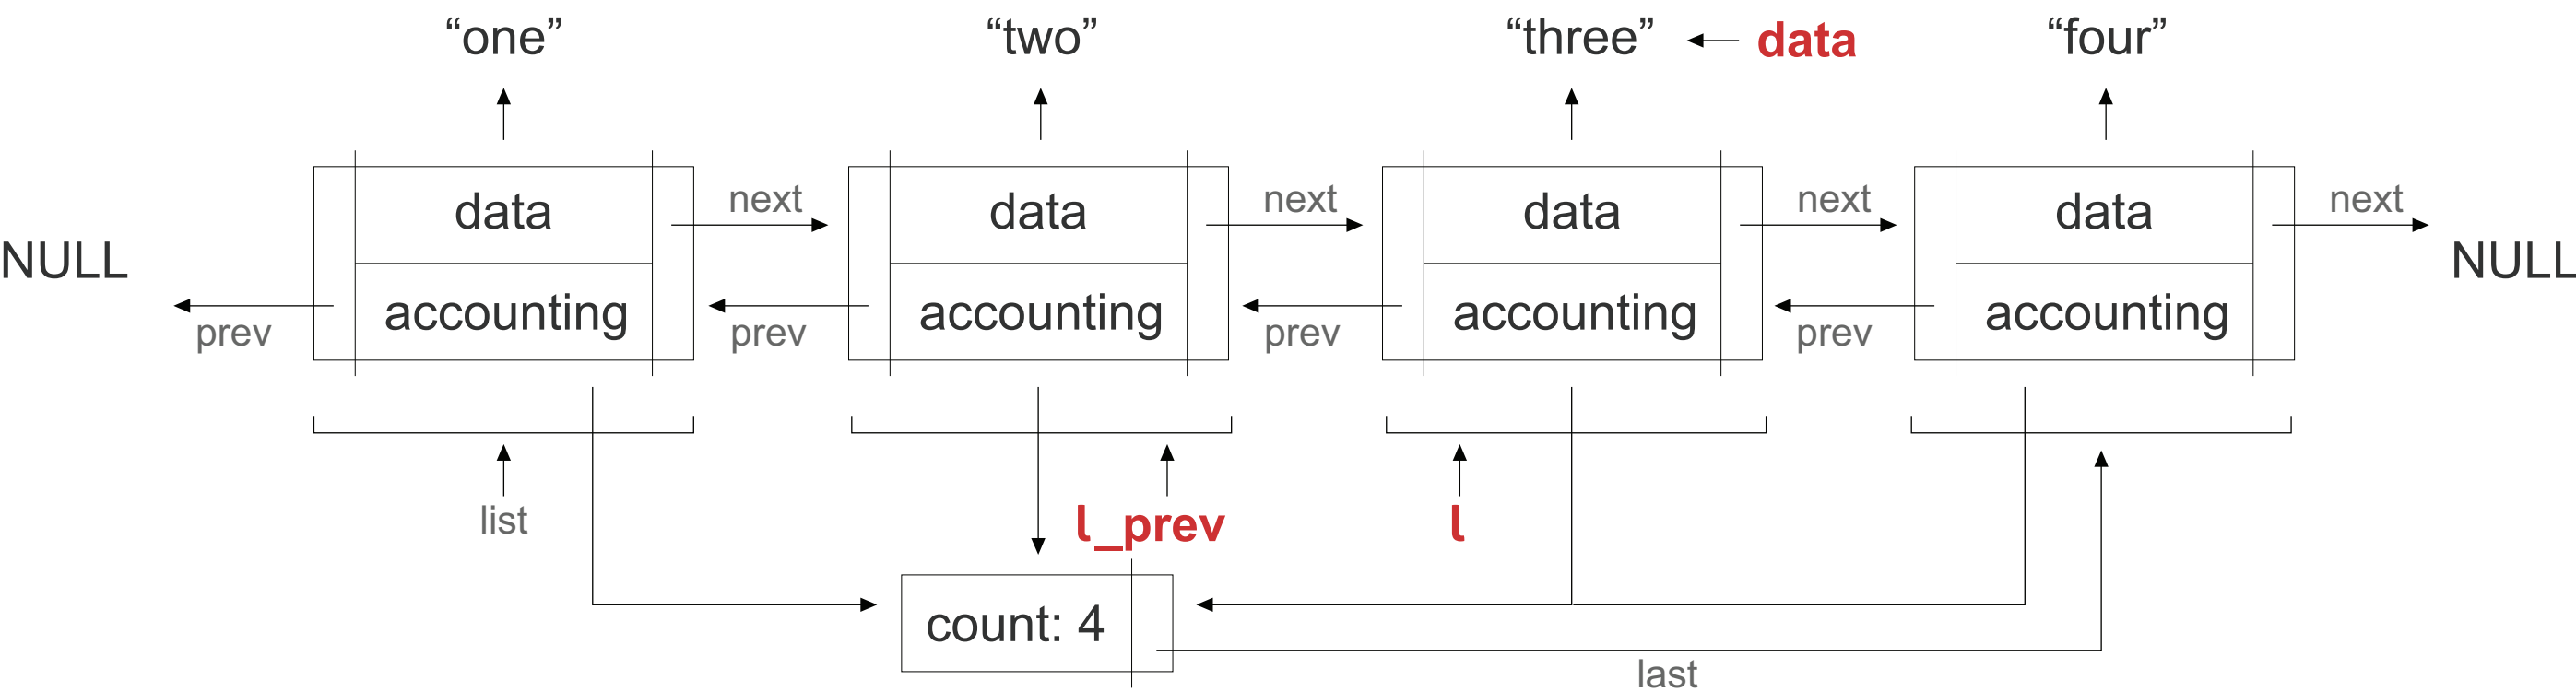 “one” “two” “three” data “four”
data next data next data next data next
NULL NULL
prev accounting prev accounting prev accounting prev accounting
list l_prev l
count: 4
last